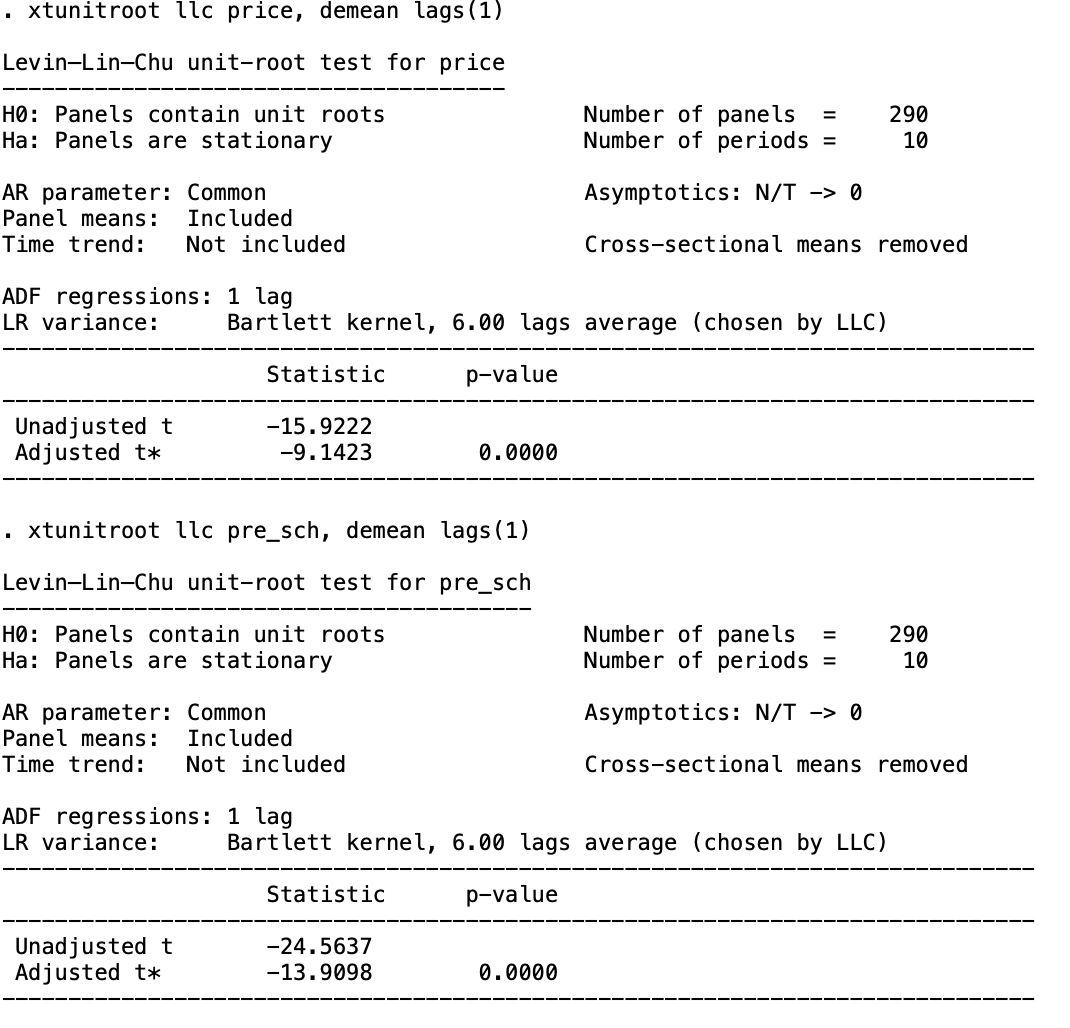 . xtunitroot llc price, demean lags(1)
Levin–Lin–Chu unit-root test for price
--------------------------------------
H0: Panels contain unit roots               Number of panels  =    290
Ha: Panels are stationary                   Number of periods =     10
AR parameter: Common                        Asymptotics: N/T -> 0
Panel means:  Included
Time trend:   Not included                  Cross-sectional means removed
ADF regressions: 1 lag
LR variance:     Bartlett kernel, 6.00 lags average (chosen by LLC)
------------------------------------------------------------------------------
                    Statistic      p-value
------------------------------------------------------------------------------
 Unadjusted t       -15.9222
 Adjusted t*         -9.1423        0.0000
------------------------------------------------------------------------------
. xtunitroot llc pre_sch, demean lags(1)
Levin–Lin–Chu unit-root test for pre_sch
----------------------------------------
H0: Panels contain unit roots               Number of panels  =    290
Ha: Panels are stationary                   Number of periods =     10
AR parameter: Common                        Asymptotics: N/T -> 0
Panel means:  Included
Time trend:   Not included                  Cross-sectional means removed
ADF regressions: 1 lag
LR variance:     Bartlett kernel, 6.00 lags average (chosen by LLC)
------------------------------------------------------------------------------
                    Statistic      p-value
------------------------------------------------------------------------------
 Unadjusted t       -24.5637
 Adjusted t*        -13.9098        0.0000
------------------------------------------------------------------------------